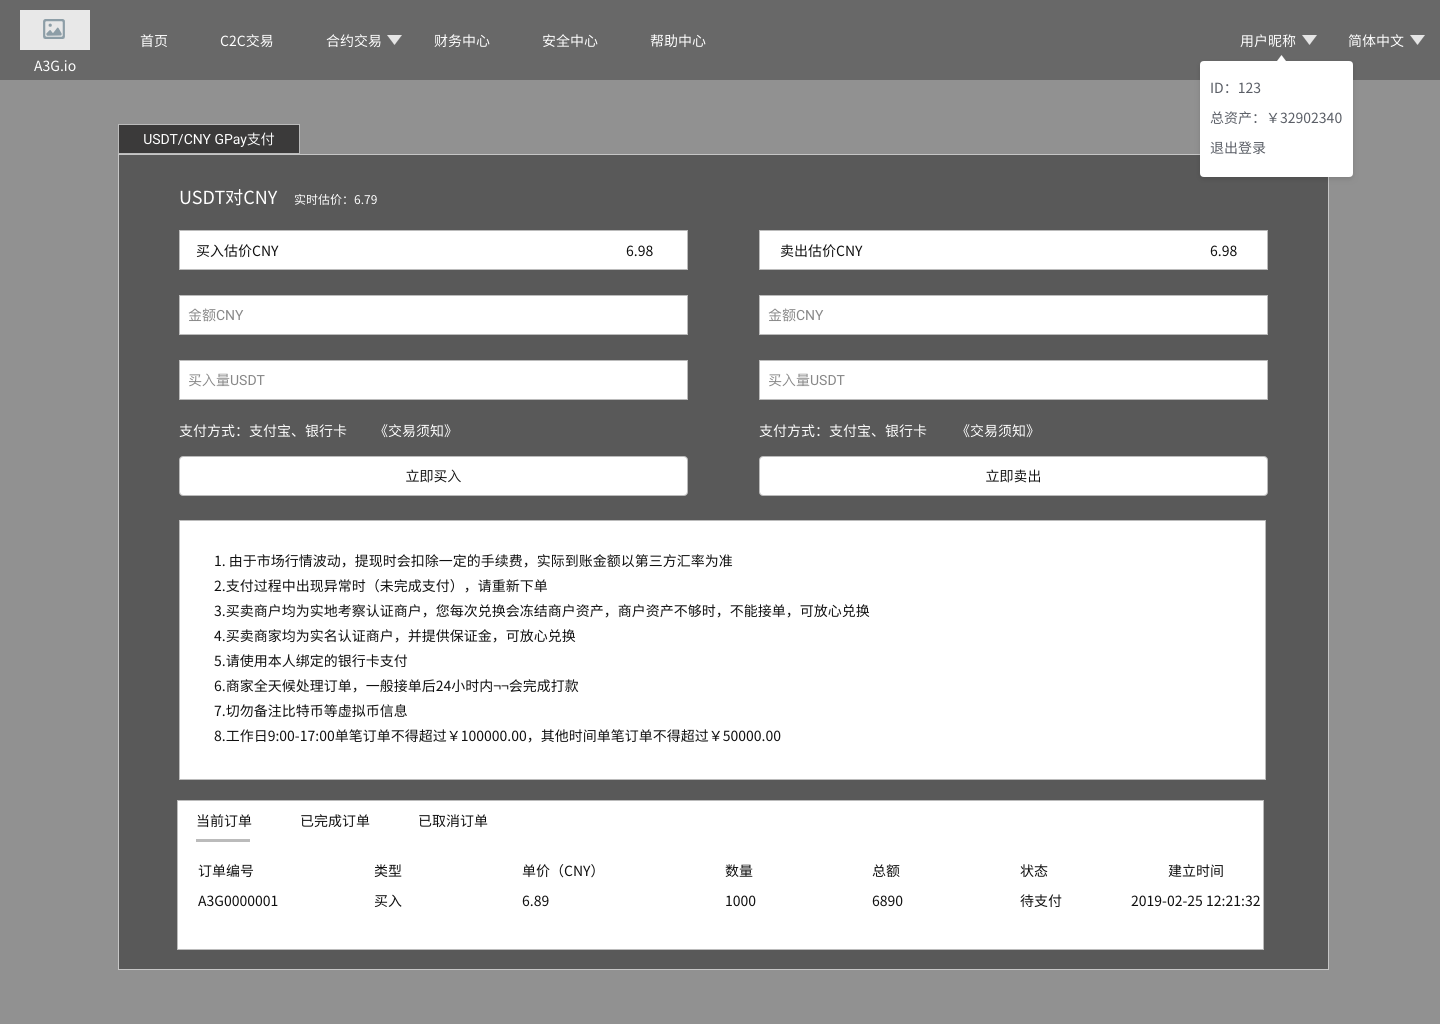 首页
C2C交易
合约交易
财务中心
安全中心
帮助中心
用户昵称
简体中文
A3G.io
ID：123
总资产：￥32902340
退出登录
USDT/CNY GPay支付
USDT对CNY 实时估价：6.79
买入估价CNY 6.98
卖出估价CNY 6.98
金额CNY
金额CNY
买入量USDT
买入量USDT
支付方式：支付宝、银行卡 《交易须知》
支付方式：支付宝、银行卡 《交易须知》
立即买入
立即卖出
1. 由于市场行情波动，提现时会扣除一定的手续费，实际到账金额以第三方汇率为准
2.支付过程中出现异常时（未完成支付），请重新下单
3.买卖商户均为实地考察认证商户，您每次兑换会冻结商户资产，商户资产不够时，不能接单，可放心兑换
4.买卖商家均为实名认证商户，并提供保证金，可放心兑换
5.请使用本人绑定的银行卡支付
6.商家全天候处理订单，一般接单后24小时内¬¬会完成打款
7.切勿备注比特币等虚拟币信息
8.工作日9:00-17:00单笔订单不得超过￥100000.00，其他时间单笔订单不得超过￥50000.00
当前订单 已完成订单 已取消订单
订单编号 类型 单价（CNY） 数量 总额 状态 建立时间
A3G0000001 买入 6.89 1000 6890 待支付 2019-02-25 12:21:32